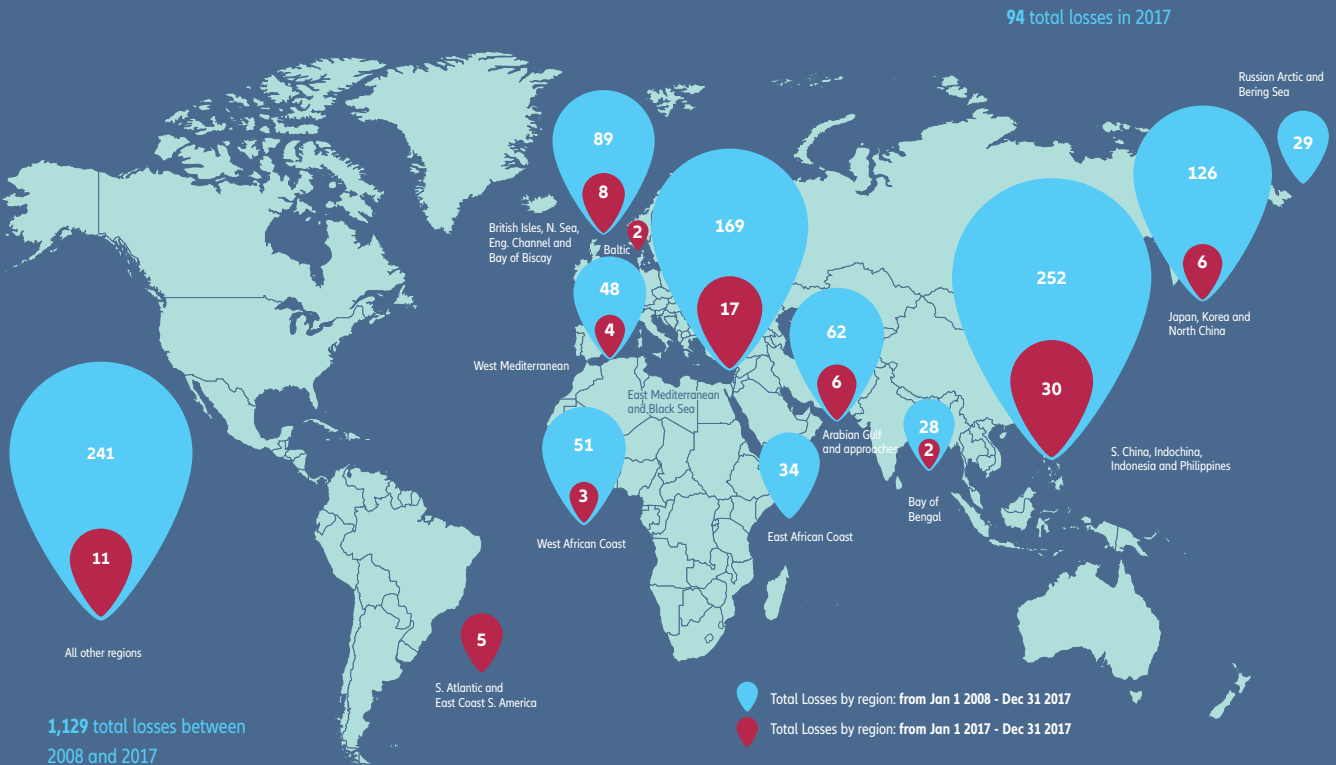 94 total losses in 2017
Russian Arctic and
Bering Sea
29
126
6
Japan, Korea and
North China
89
8
British Isles, N. Sea,
Eng. Channel and
Bay of Biscay
2
Baltic
169
17
East Mediterranean
and Black Sea
48
4
West Mediterranean
252
30
S. China, Indochina,
Indonesia and Philippines
62
6
Arabian Gulf
and approaches
28
2
Bay of
Bengal
51
3
West African Coast
34
East African Coast
241
11
All other regions
5
S. Atlantic and
East Coast S. America
1,129 total losses between
2008 and 2017
Total Losses by region: from Jan 1 2008 - Dec 31 2017
Total Losses by region: from Jan 1 2017 - Dec 31 2017